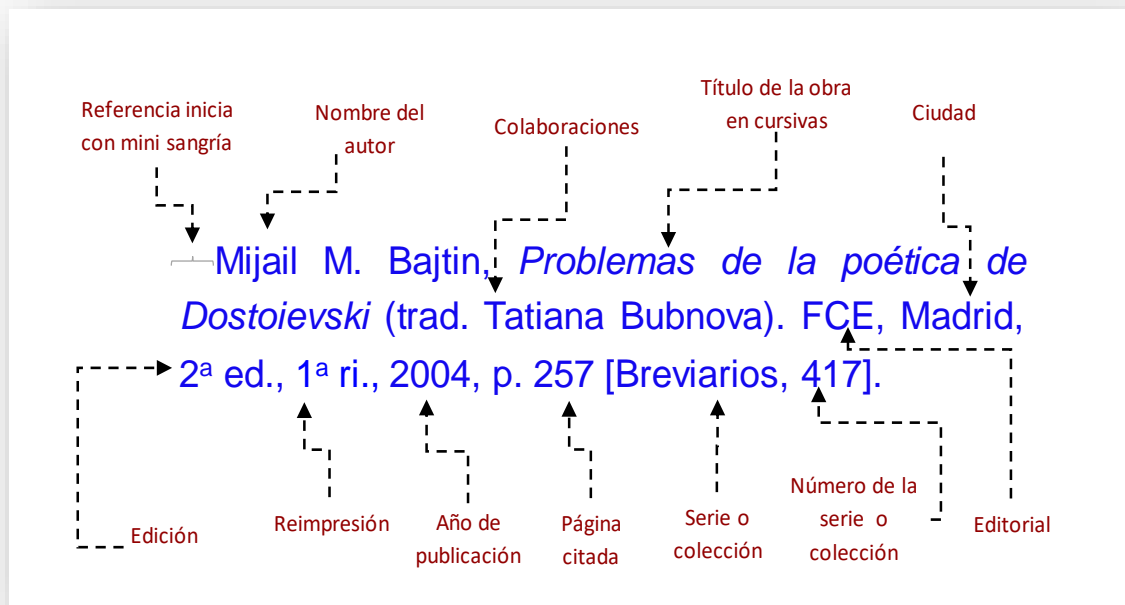 Referencia inicia
con mini sangría
Nombre del
autor
Colaboraciones
Título de la obra
en cursivas
Ciudad
Mijail M. Bajtin, Problemas de la poética de
Dostoievski (trad. Tatiana Bubnova). FCE, Madrid,
2ª ed., 1ª ri., 2004, p. 257 [Breviarios, 417].
Edición
Reimpresión
Año de
publicación
Página
citada
Serie o
colección
Número de la
serie o
colección
Editorial